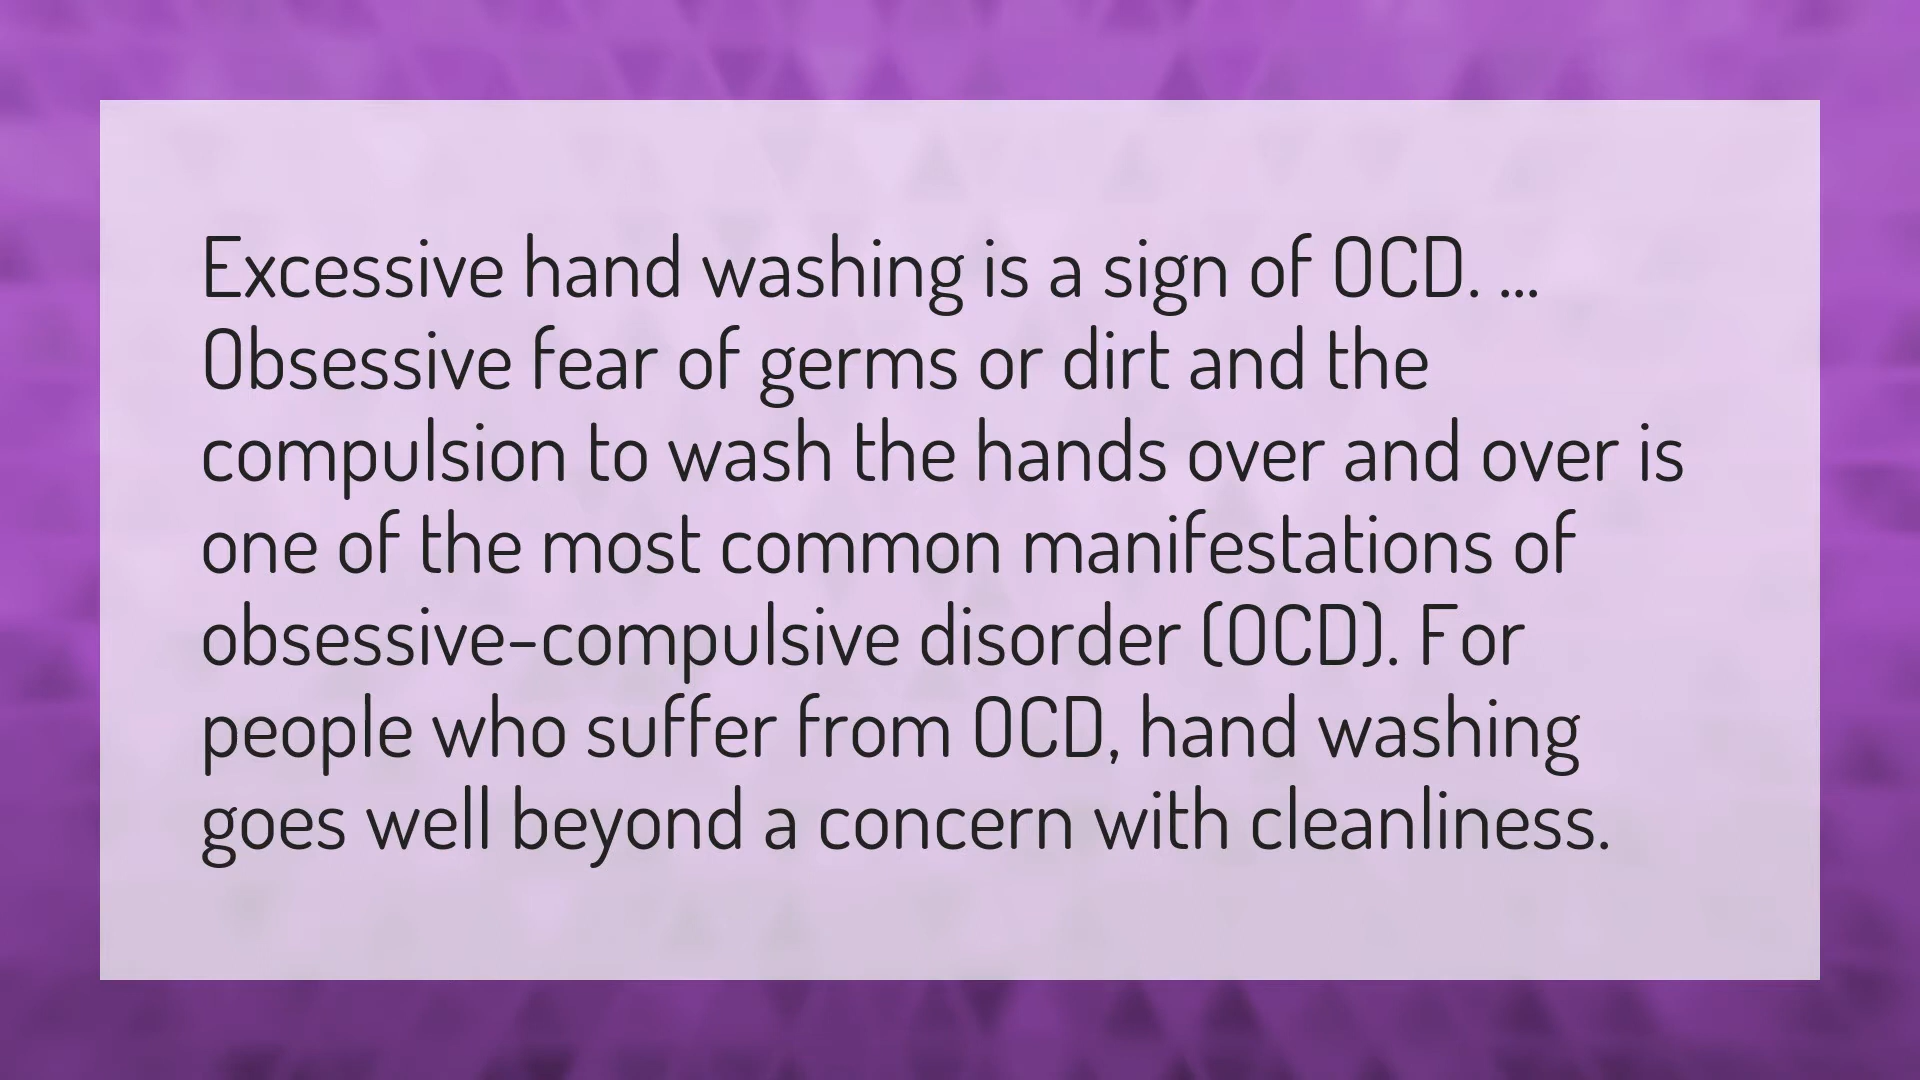 Excessive hand washing is a sign of OCD. ...
Obsessive fear of germs or dirt and the
compulsion to wash the hands over and over is
one of the most common manifestations of
obsessive-compulsive disorder (OCD). For
people who suffer from OCD, hand washing
goes well beyond a concern with cleanliness.